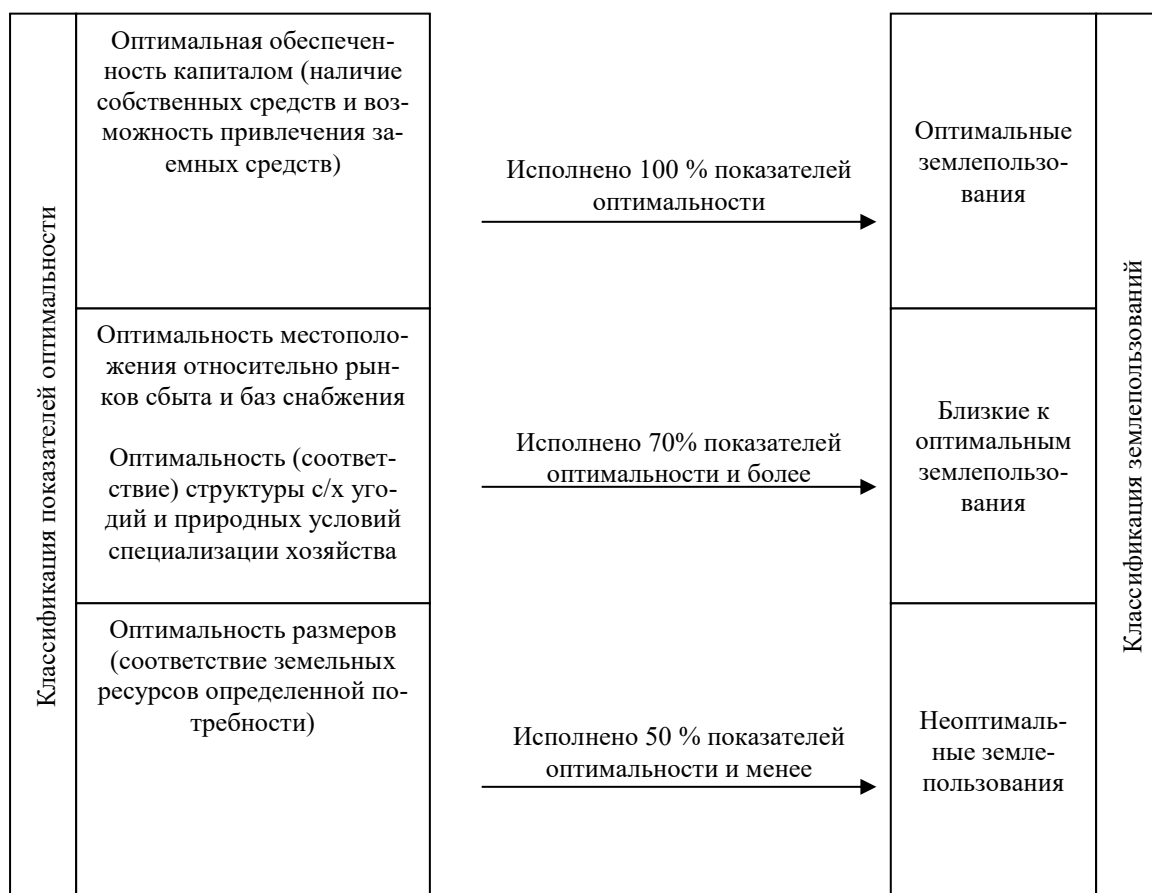 Классификация показателей оптимальности
Оптимальная обеспечен-
ность капиталом (наличие
собственных средств и воз-
можность привлечения за-
емных средств)
Оптимальность местополо-
жения относительно рын-
ков сбыта и баз снабжения
Оптимальность (соответ-
ствие) структуры с/х уго-
дий и природных условий
специализации хозяйства
Оптимальность размеров
(соответствие земельных
ресурсов определенной по-
требности)
Исполнено 100 % показателей
оптимальности
Исполнено 70% показателей
оптимальности и более
Исполнено 50 % показателей
оптимальности и менее
Оптимальные
землепользо-
вания
Близкие к
оптимальным
землепользо-
вания
Неоптималь-
ные земле-
пользования
Классификация землепользований